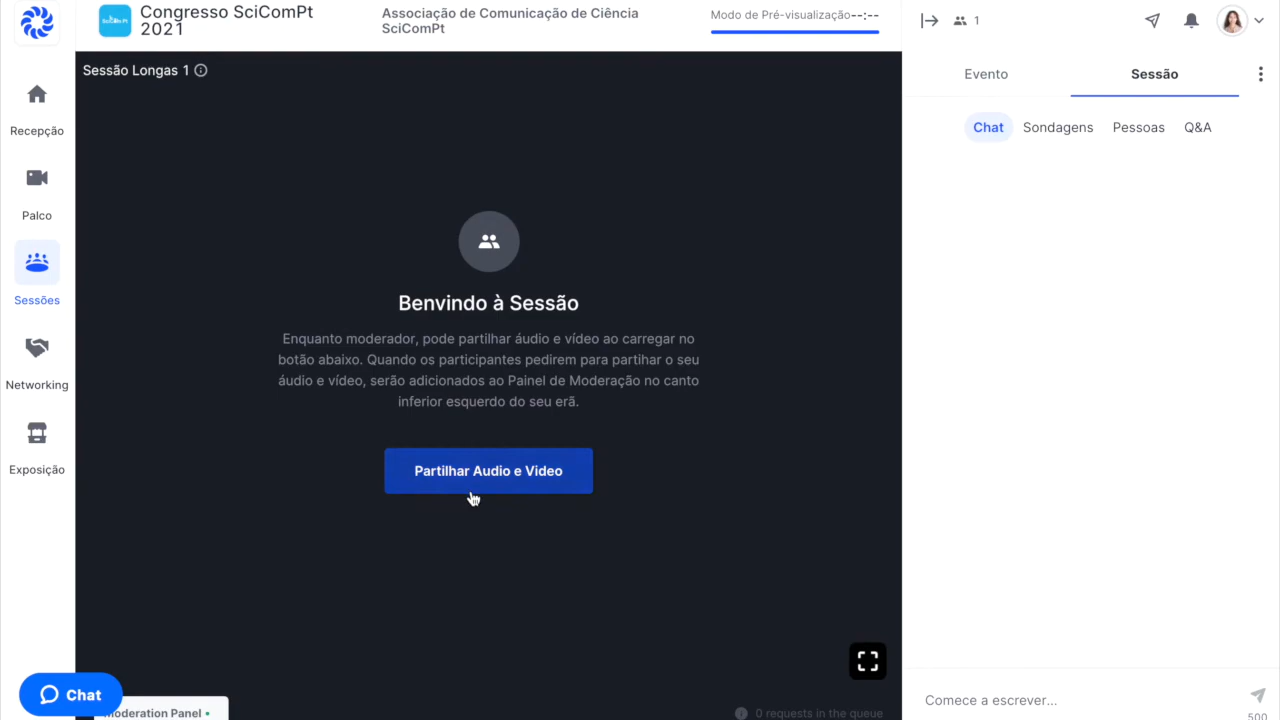 Congresso SciComPt
2021
Associação de Comunicação de Ciência
SciComPt
Modo de Pré-visualização--:--
1
Sessão Longas 1
Evento
Sessão
Chat
Sondagens
Pessoas
Q&A
Recepção
Palco
Sessões
Networking
Exposição
Benvindo à Sessão
Enquanto moderador, pode partilhar áudio e vídeo ao carregar no
botão abaixo. Quando os participantes pedirem para partihar o seu
áudio e vídeo, serão adicionados ao Painel de Moderação no canto
inferior esquerdo do seu erã.
Partilhar Audio e Video
Chat
Moderation Panel
0 requests in the queue
Comece a escrever...
500